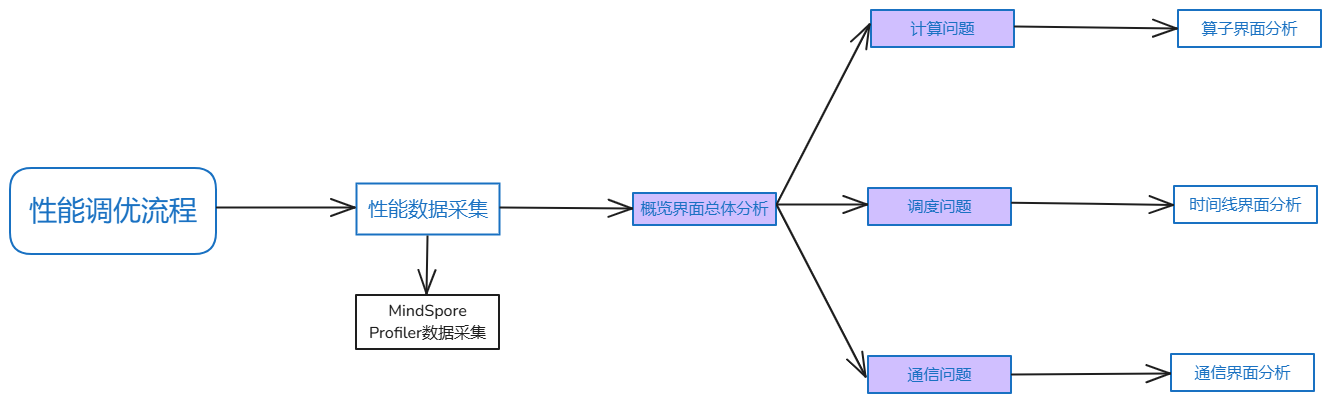 性能调优流程
性能数据采集
MindSpore
Profiler数据采集
概览界面总体分析
计算问题
算子界面分析
调度问题
时间线界面分析
通信问题
通信界面分析